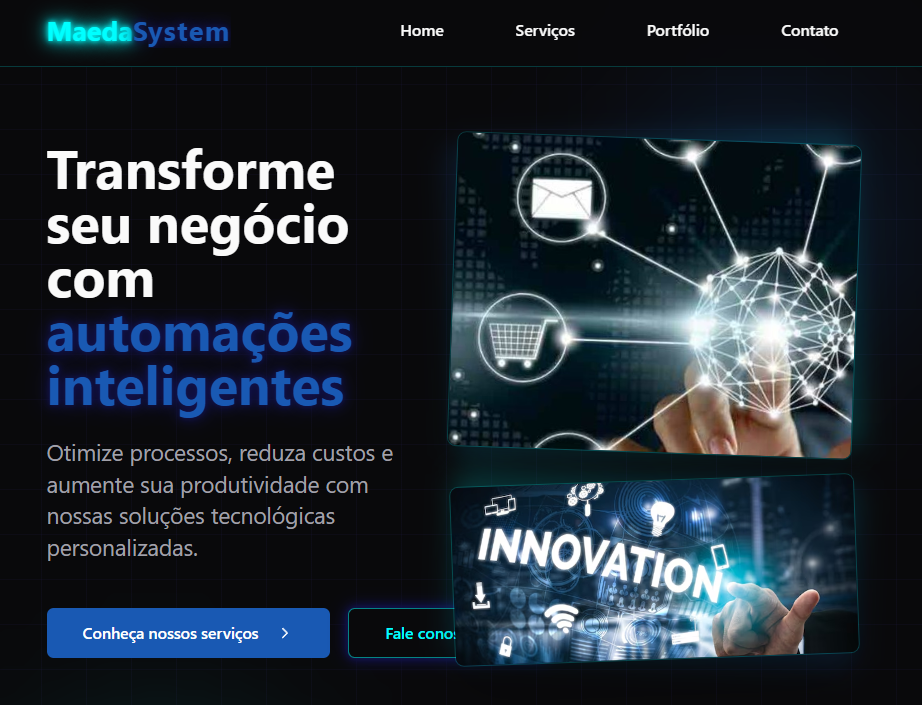 MaedaSystem
Home
Serviços
Portfólio
Contato
Transforme
seu negócio
com
automações
inteligentes
Otimize processos, reduza custos e
aumente sua produtividade com
nossas soluções tecnológicas
personalizadas.
Conheça nossos serviços
Fale
INNOVATION